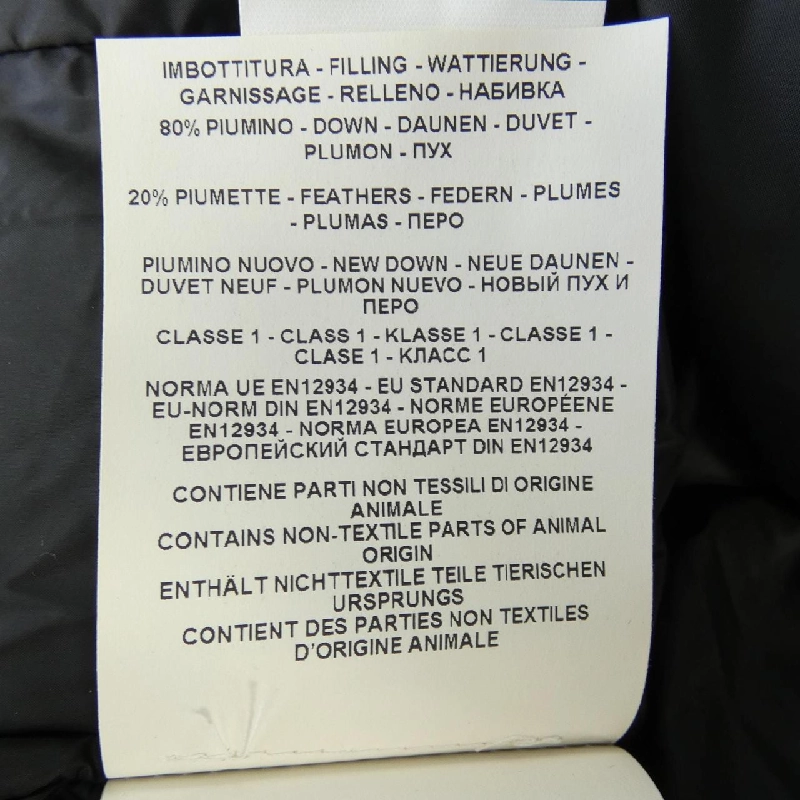 IMBOTTITURA - FILLING - WATTIERUNG -
GARNISSAGE - RELLENO - НАБИВКА
80% PIUMINO - DOWN - DAUNEN - DUVET -
PLUMON - ПУХ
20% PIUMETTE - FEATHERS - FEDERN - PLUMES
- PLUMAS - ПЕРО
PIUMINO NUOVO - NEW DOWN - NEUE DAUNEN -
DUVET NEUF - PLUMON NUEVO - НОВЫЙ ПУХ И
ПЕРО
CLASSE 1 - CLASS 1 - KLASSE 1 - CLASSE 1 -
CLASE 1 - КЛАСС 1
NORMA UE EN12934 - EU STANDARD EN12934 -
EU-NORM DIN EN12934 - NORME EUROPÉENE
EN12934 - NORMA EUROPEA EN12934 -
ЕВРОПЕЙСКИЙ СТАНДАРТ DIN EN12934
CONTIENE PARTI NON TESSILI DI ORIGINE
ANIMALE
CONTAINS NON-TEXTILE PARTS OF ANIMAL
ORIGIN
ENTHÄLT NICHTTEXTILE TEILE TIERISCHEN
URSPRUNGS
CONTIENT DES PARTIES NON TEXTILES
D'ORIGINE ANIMALE